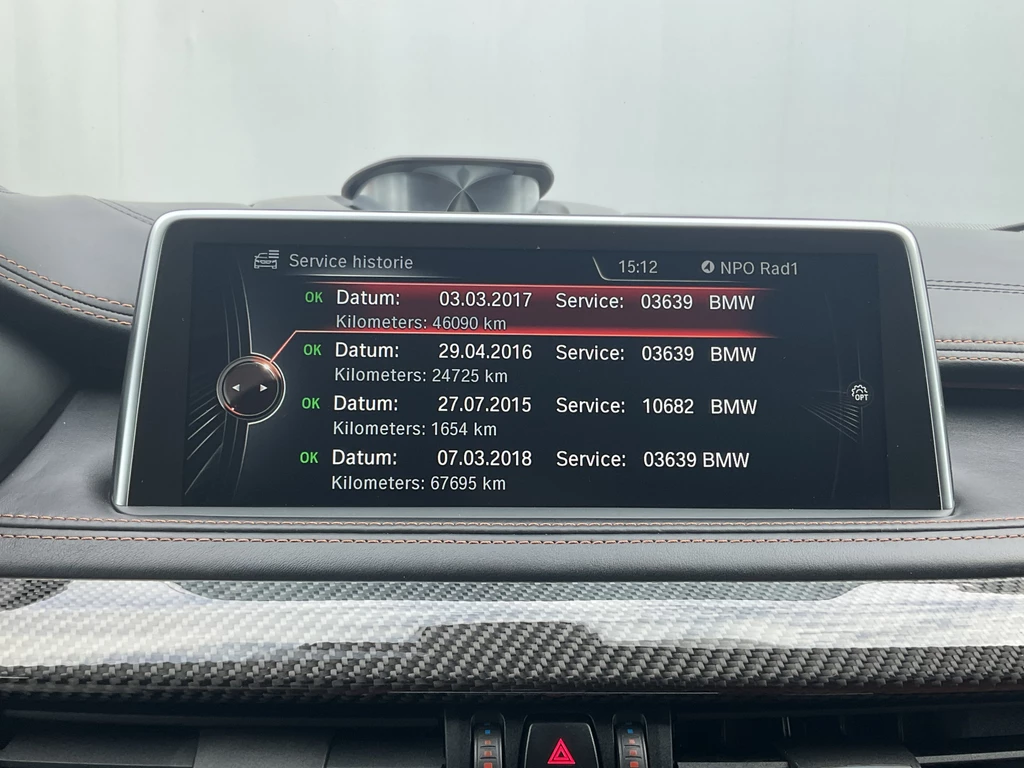 Service historie 15:12 NPO Rad1
OK Datum: 03.03.2017 Service: 03639 BMW
Kilometers: 46090 km
OK Datum: 29.04.2016 Service: 03639 BMW
Kilometers: 24725 km
OK Datum: 27.07.2015 Service: 10682 BMW
Kilometers: 1654 km
OK Datum: 07.03.2018 Service: 03639 BMW
Kilometers: 67695 km
OPT